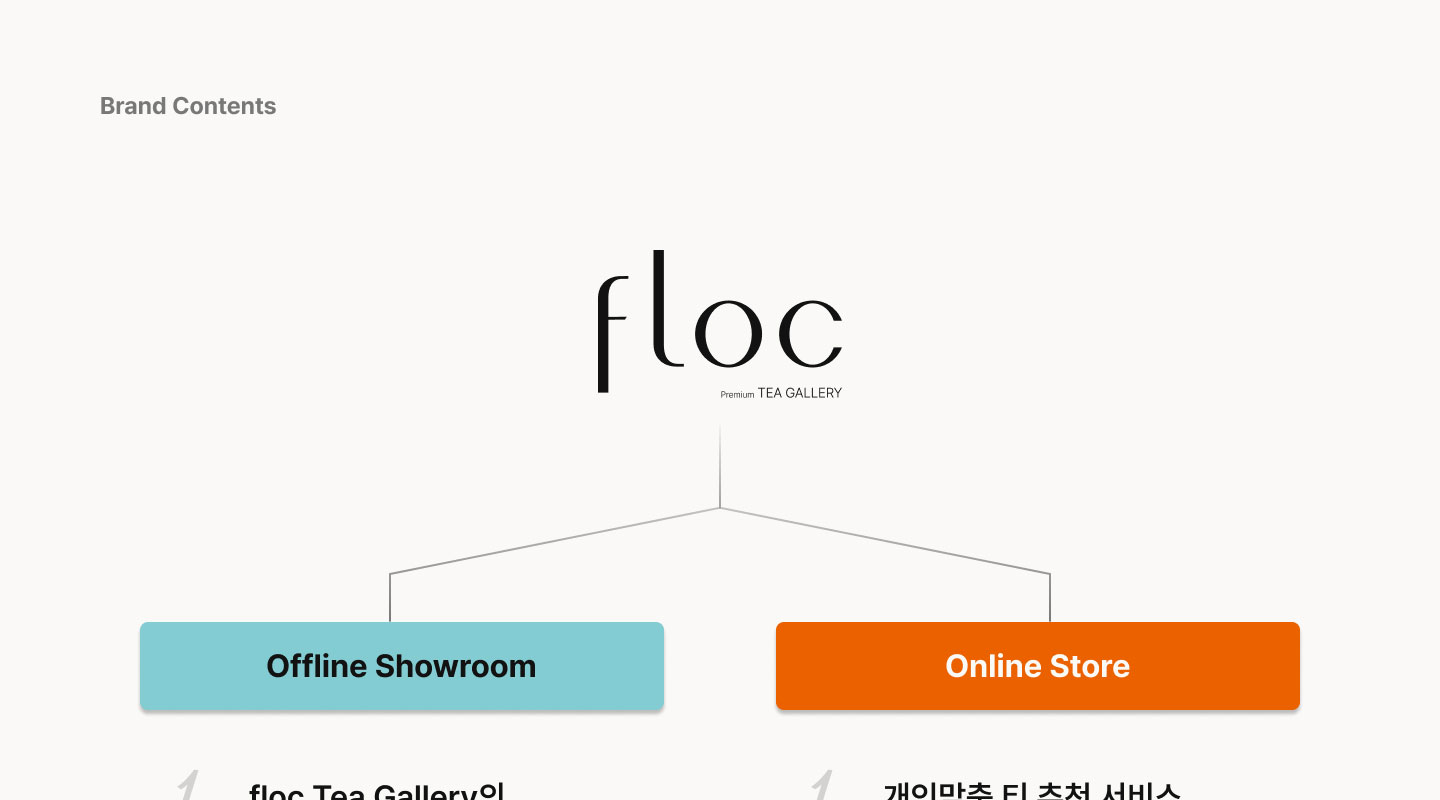 Brand Contents
floc
Premium TEA GALLERY
Offline Showroom
Online Store
1
floc Tea Gallery의
1
개인맞춤 티 추천 서비스